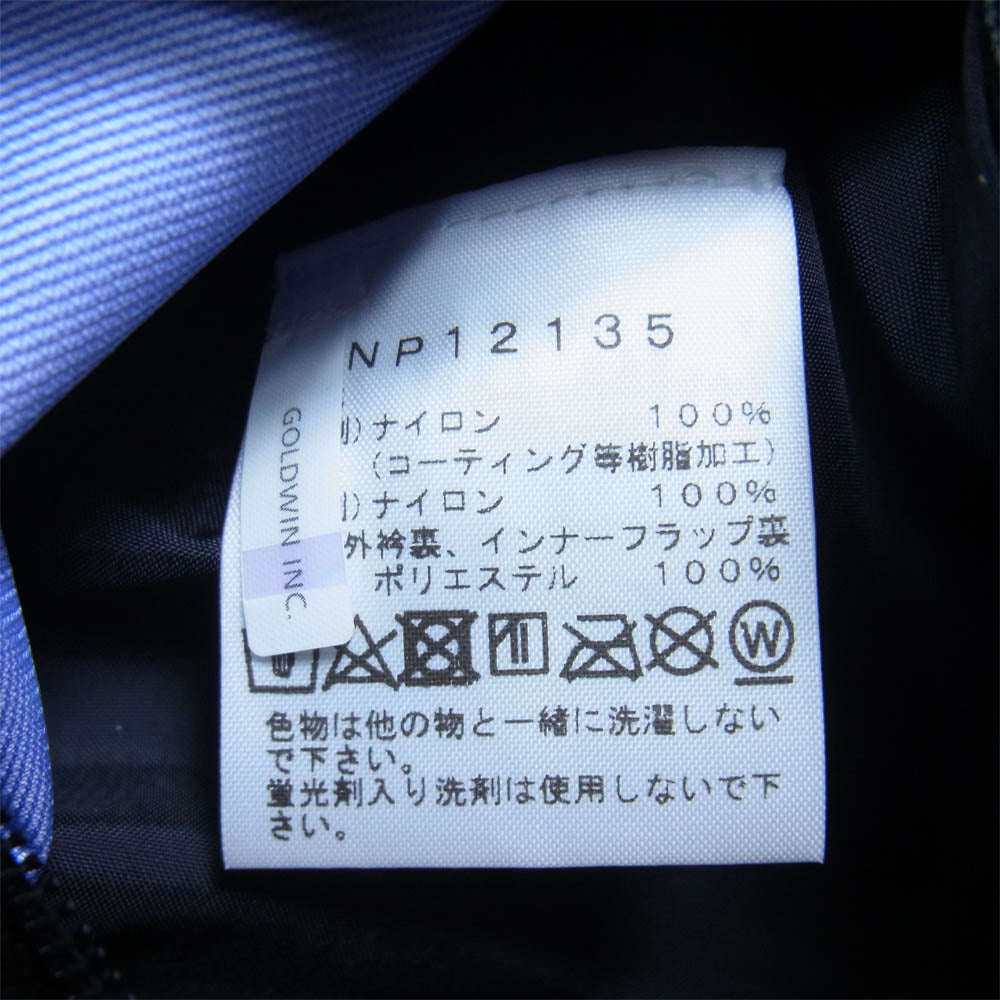 NP12135
) ナイロン 100%
(コーティング等樹脂加工)
) ナイロン 100%
外衿裏、インナーフラップ裏
ポリエステル 100%
GOLDWIN INC.
W
色物は他の物と一緒に洗濯しない
で下さい。
蛍光剤入り洗剤は使用しないで下
さい。